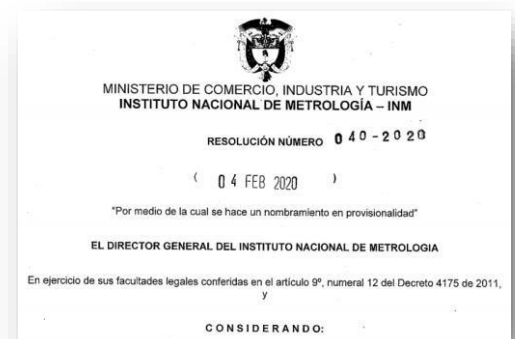 MINISTERIO DE COMERCIO, INDUSTRIA Y TURISMO
INSTITUTO NACIONAL DE METROLOGÍA – INM
RESOLUCIÓN NÚMERO 040-2020
( 04 FEB 2020 )
"Por medio de la cual se hace un nombramiento en provisionalidad"
EL DIRECTOR GENERAL DEL INSTITUTO NACIONAL DE METROLOGIA
En ejercicio de sus facultades legales conferidas en el artículo 9º, numeral 12 del Decreto 4175 de 2011,
y
CONSIDERANDO: